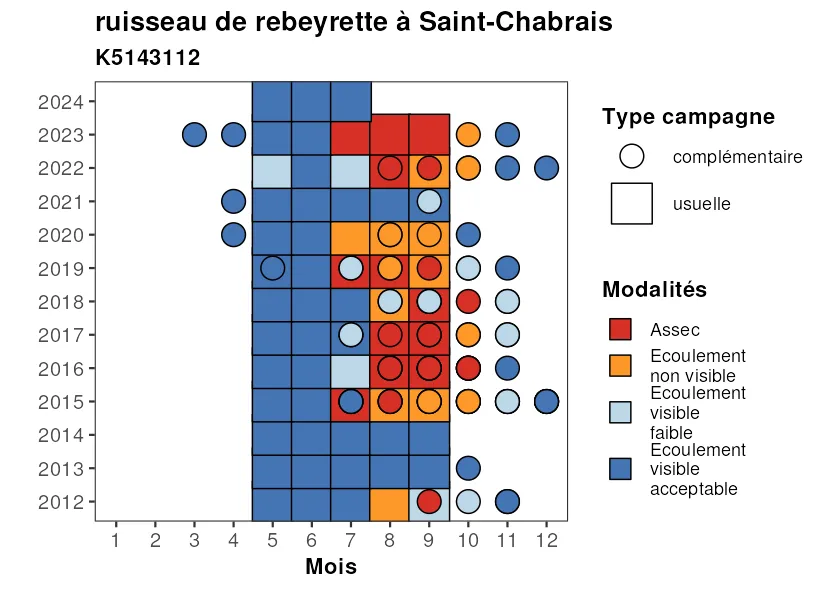 ruisseau de rebeyrette à Saint-Chabrais
K5143112
2024
2023
2022
2021
2020
2019
2018
2017
2016
2015
2014
2013
2012
1 2 3 4 5 6 7 8 9 10 11 12
Mois
Type campagne
complémentaire
usuelle
Modalités
Assec
Ecoulement
non visible
Ecoulement
visible
faible
Ecoulement
visible
acceptable